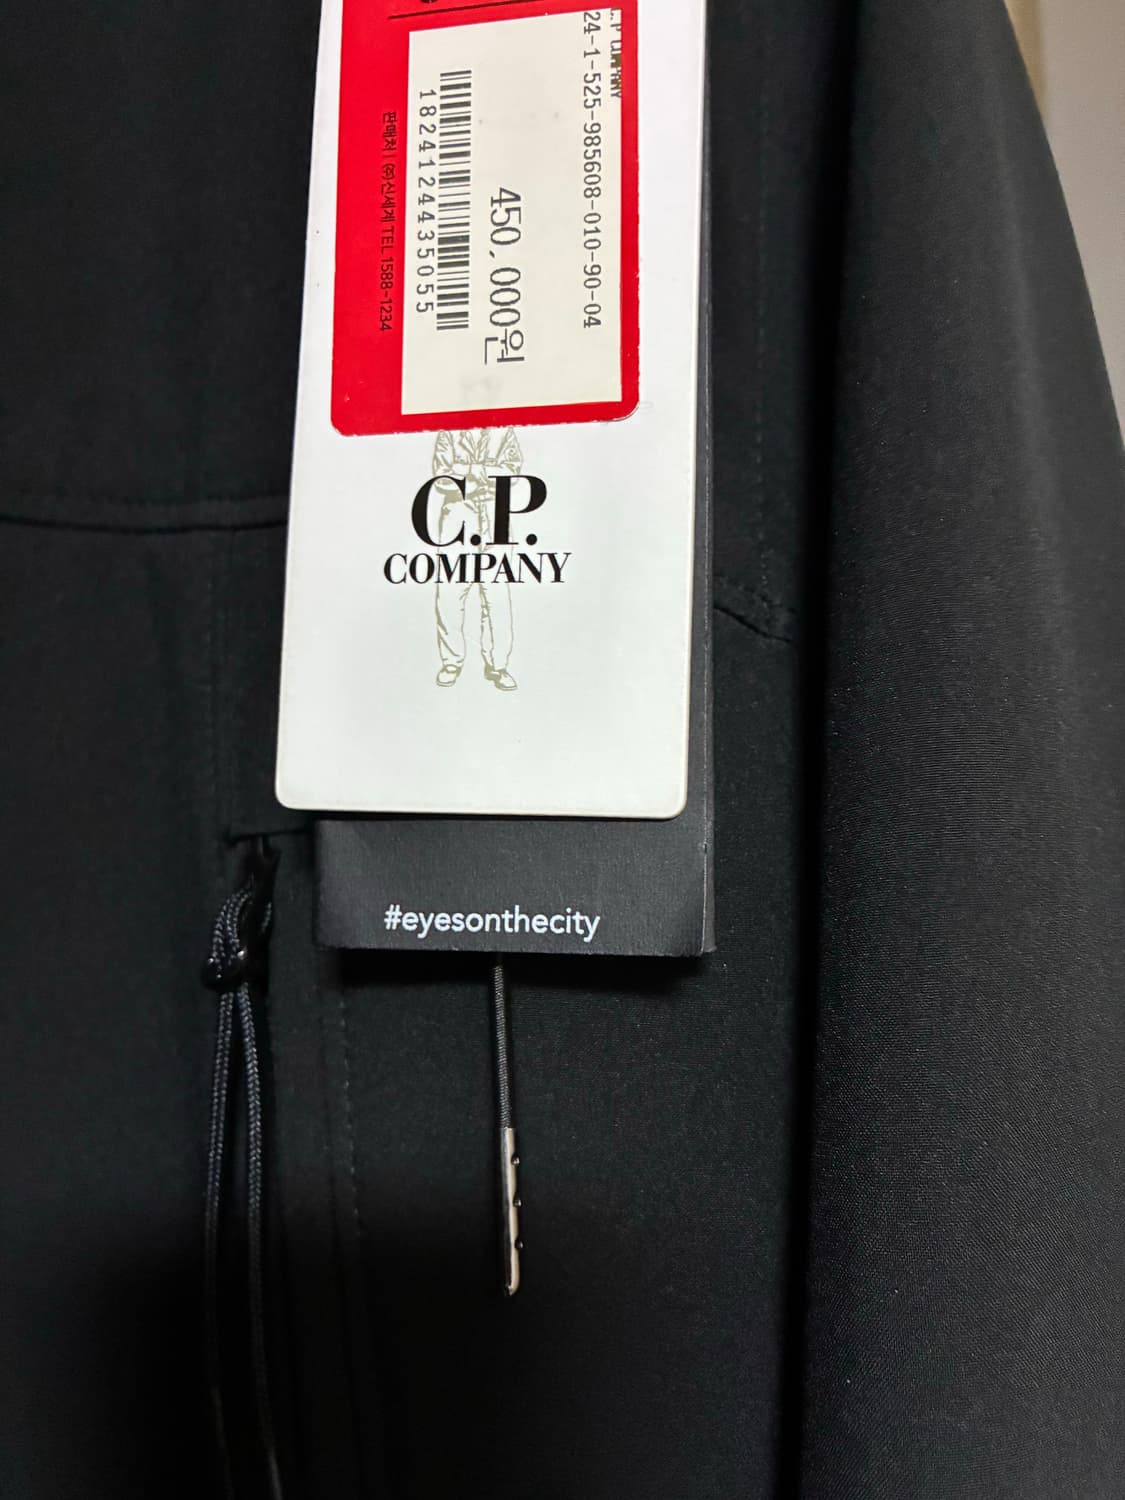 C.P COMPANY
24-1-525-985608-010-90-04
450,000원
1824124435055
판매처 | ㈜신세계 TEL 1588-1234
C.P.
COMPANY
#eyesonthecity